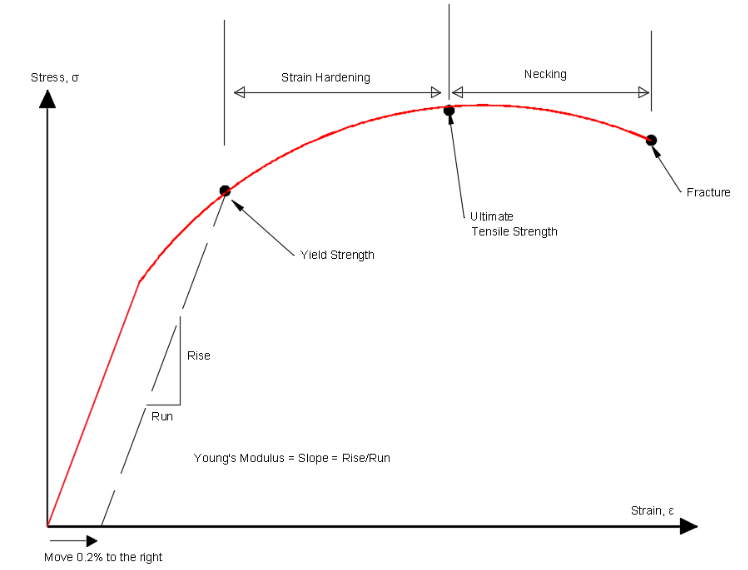 Strain Hardening
Necking
Stress, σ
Fracture
Ultimate
Tensile Strength
Yield Strength
Rise
Run
Young's Modulus = Slope = Rise/Run
Strain, ε
Move 0.2% to the right